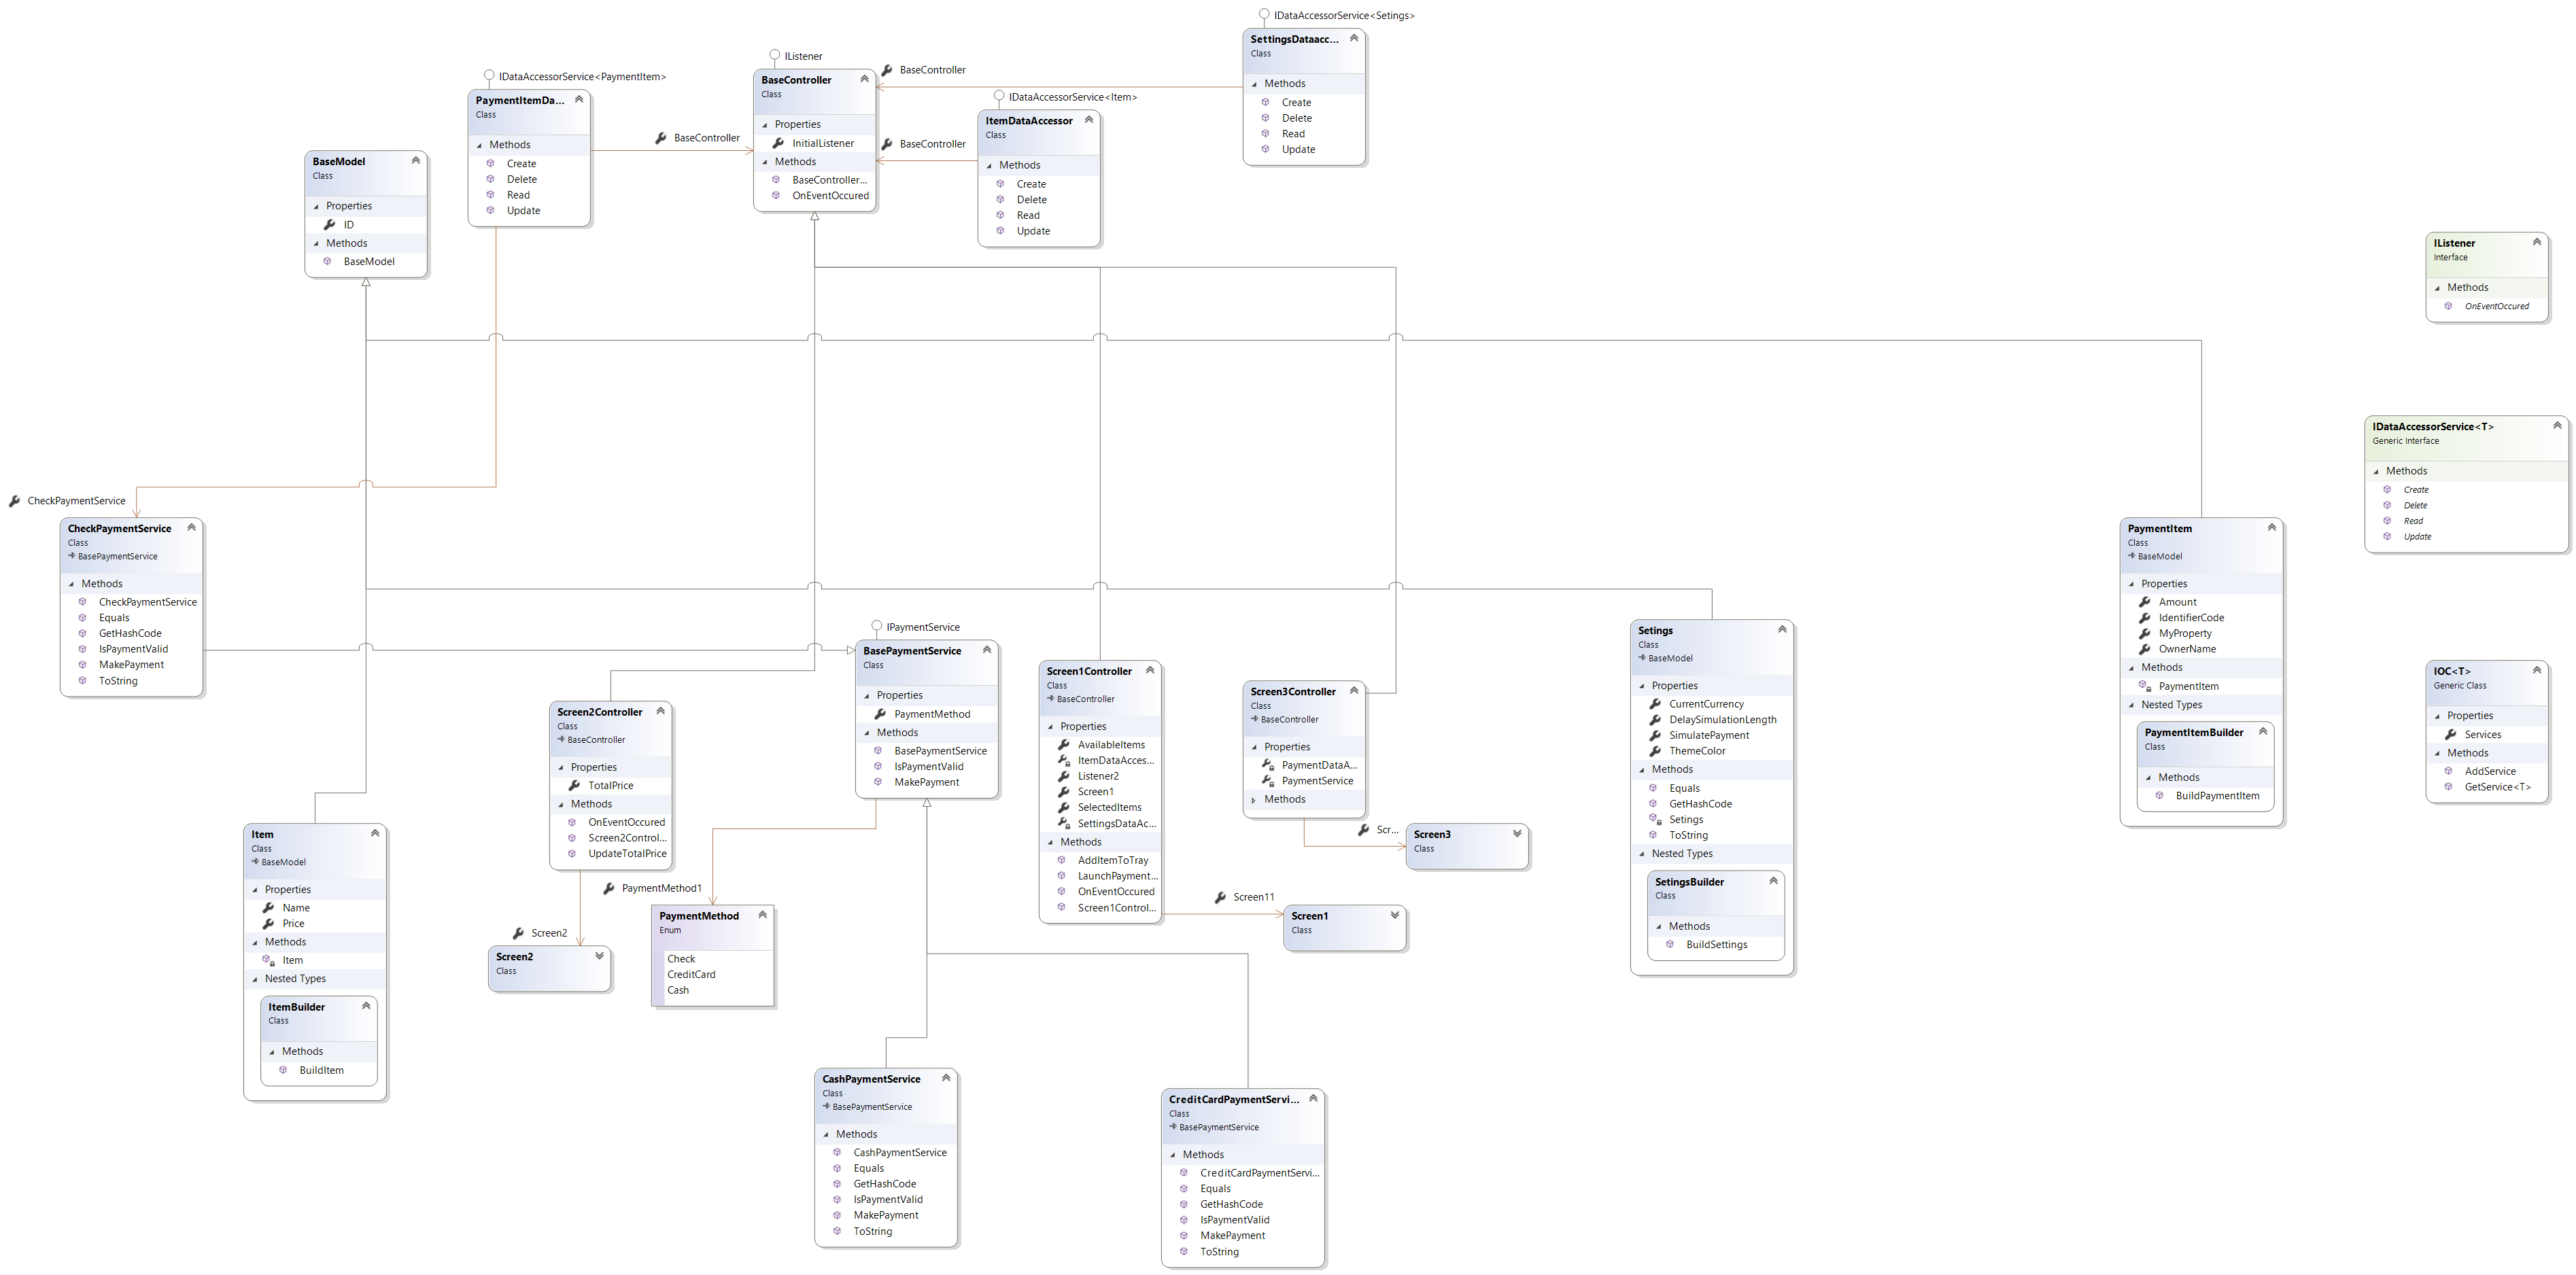 IDataAccessorService<Setings>
SettingsDataacc...
Class
Methods
Create
Delete
Read
Update
IListener
BaseController
Class
Properties
InitialListener
Methods
BaseController...
OnEventOccured
BaseController
BaseController
BaseController
IDataAccessorService<PaymentItem>
PaymentItemDa...
Class
Methods
Create
Delete
Read
Update
IDataAccessorService<Item>
ItemDataAccessor
Class
Methods
Create
Delete
Read
Update
BaseModel
Class
Properties
ID
Methods
BaseModel
IListener
Interface
Methods
OnEventOccured
IDataAccessorService<T>
Generic Interface
Methods
Create
Delete
Read
Update
CheckPaymentService
CheckPaymentService
Class
BasePaymentService
Methods
CheckPaymentService
Equals
GetHashCode
IsPaymentValid
MakePayment
ToString
PaymentItem
Class
BaseModel
Properties
Amount
IdentifierCode
MyProperty
OwnerName
Methods
PaymentItem
Nested Types
PaymentItemBuilder
Class
Methods
BuildPaymentItem
IPaymentService
BasePaymentService
Class
Properties
PaymentMethod
Methods
BasePaymentService
IsPaymentValid
MakePayment
Screen1Controller
Class
BaseController
Properties
AvailableItems
ItemDataAcces...
Listener2
Screen1
SelectedItems
SettingsDataAc...
Methods
AddItemToTray
LaunchPayment...
OnEventOccured
Screen1Control...
Screen3Controller
Class
BaseController
Properties
PaymentDataA...
PaymentService
Methods
Setings
Class
BaseModel
Properties
CurrentCurrency
DelaySimulationLength
SimulatePayment
ThemeColor
Methods
Equals
GetHashCode
Setings
ToString
Nested Types
SetingsBuilder
Class
Methods
BuildSettings
IOC<T>
Generic Class
Properties
Services
Methods
AddService
GetService<T>
Screen2Controller
Class
BaseController
Properties
TotalPrice
Methods
OnEventOccured
Screen2Control...
UpdateTotalPrice
Item
Class
BaseModel
Properties
Name
Price
Methods
Item
Nested Types
ItemBuilder
Class
Methods
BuildItem
Scr...
Screen3
Class
PaymentMethod1
PaymentMethod
Enum
Check
CreditCard
Cash
Screen11
Screen1
Class
Screen2
Screen2
Class
CashPaymentService
Class
BasePaymentService
Methods
CashPaymentService
Equals
GetHashCode
IsPaymentValid
MakePayment
ToString
CreditCardPaymentServi...
Class
BasePaymentService
Methods
CreditCardPaymentServi...
Equals
GetHashCode
IsPaymentValid
MakePayment
ToString